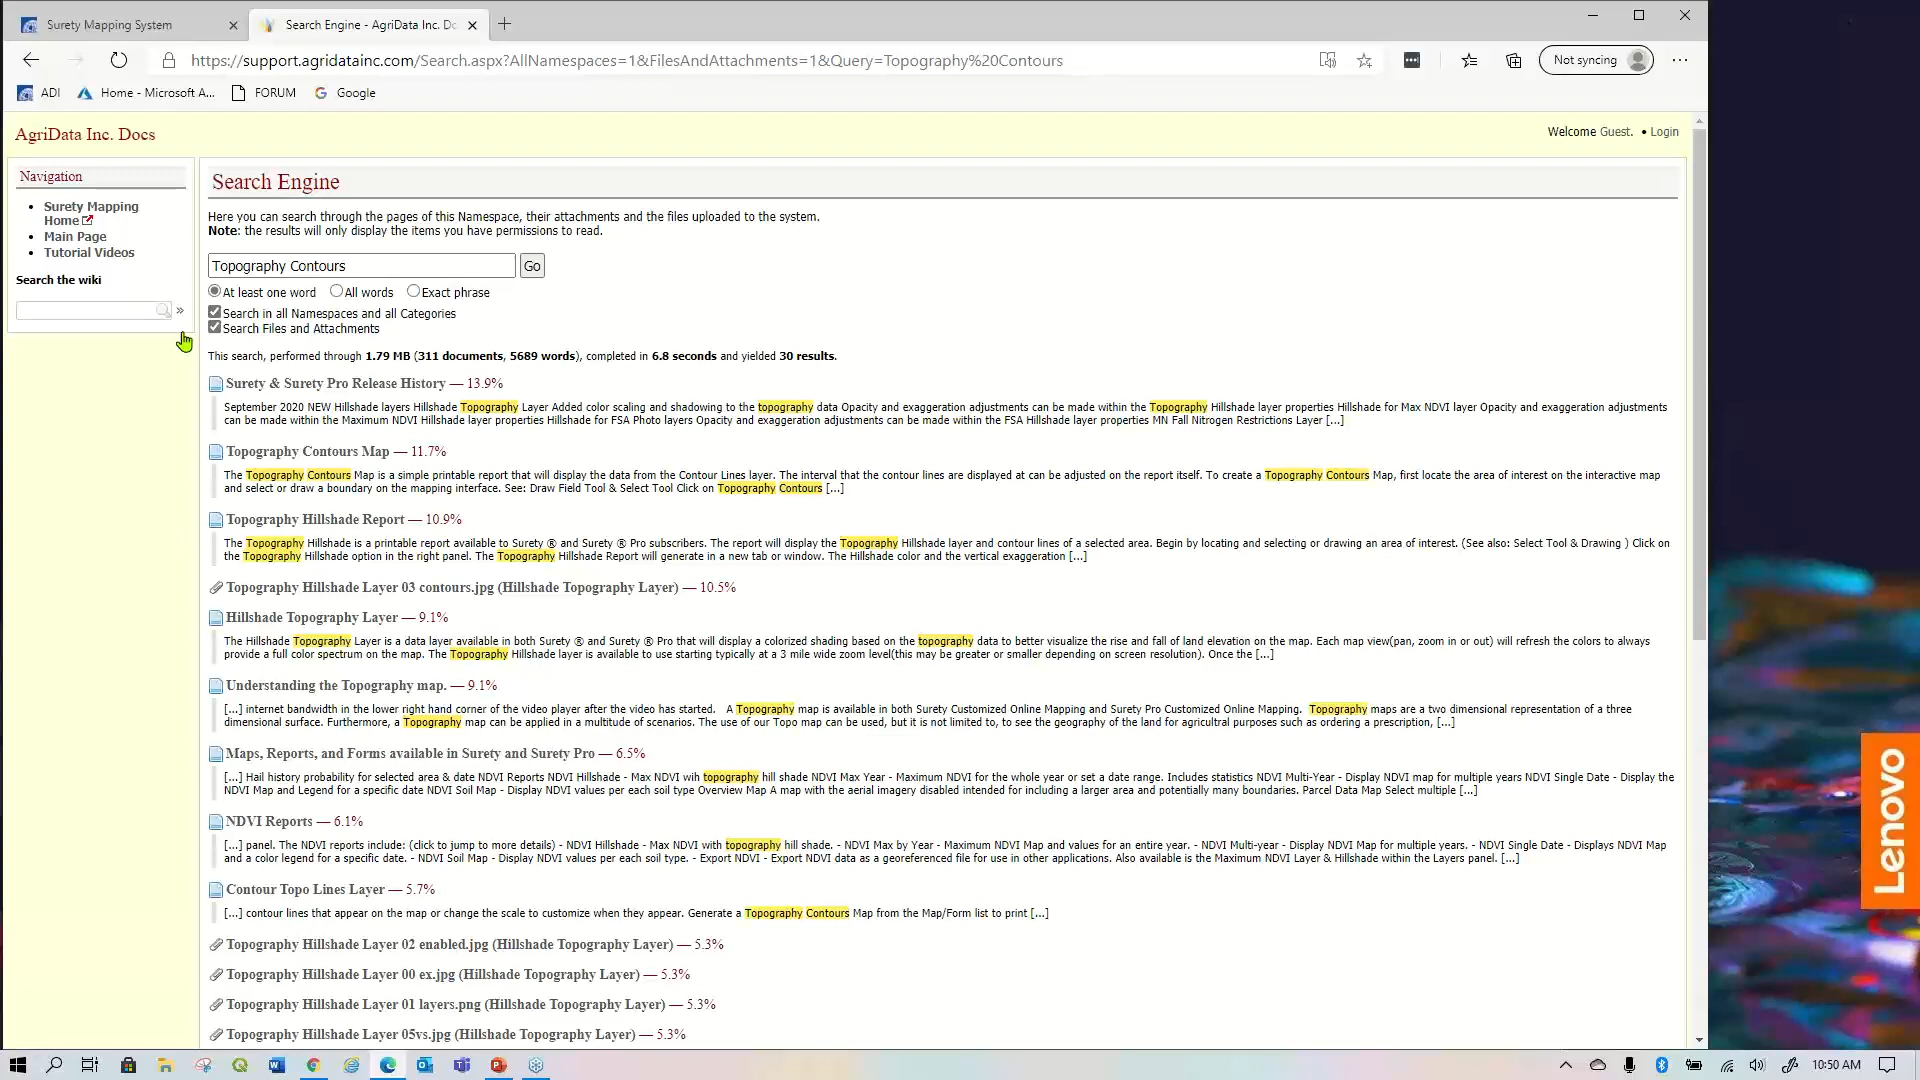 Surety Mapping System
Search Engine - AgriData Inc. Dc
https://support.agridatainc.com/Search.aspx?AllNamespaces=1&FilesAndAttachments=1&Query=Topography%20Contours
Not syncing
ADI
Home - Microsoft A...
FORUM
Google
AgriData Inc. Docs
Welcome Guest. • Login
Navigation
• Surety Mapping
Home
• Main Page
• Tutorial Videos
Search the wiki
»
Search Engine
Here you can search through the pages of this Namespace, their attachments and the files uploaded to the system.
Note: the results will only display the items you have permissions to read.
Topography Contours
Go
At least one word All words Exact phrase
Search in all Namespaces and all Categories
Search Files and Attachments
This search, performed through 1.79 MB (311 documents, 5689 words), completed in 6.8 seconds and yielded 30 results.
Surety & Surety Pro Release History — 13.9%
September 2020 NEW Hillshade layers Hillshade Topography Layer Added color scaling and shadowing to the topography data Opacity and exaggeration adjustments can be made within the Topography Hillshade layer properties Hillshade for Max NDVI layer Opacity and exaggeration adjustments
can be made within the Maximum NDVI Hillshade layer properties Hillshade for FSA Photo layers Opacity and exaggeration adjustments can be made within the FSA Hillshade layer properties MN Fall Nitrogen Restrictions Layer [...]
Topography Contours Map — 11.7%
The Topography Contours Map is a simple printable report that will display the data from the Contour Lines layer. The interval that the contour lines are displayed at can be adjusted on the report itself. To create a Topography Contours Map, first locate the area of interest on the interactive map
and select or draw a boundary on the mapping interface. See: Draw Field Tool & Select Tool Click on Topography Contours [...]
Topography Hillshade Report — 10.9%
The Topography Hillshade is a printable report available to Surety ® and Surety ® Pro subscribers. The report will display the Topography Hillshade layer and contour lines of a selected area. Begin by locating and selecting or drawing an area of interest. (See also: Select Tool & Drawing ) Click on
the Topography Hillshade option in the right panel. The Topography Hillshade Report will generate in a new tab or window. The Hillshade color and the vertical exaggeration [...]
Topography Hillshade Layer 03 contours.jpg (Hillshade Topography Layer) — 10.5%
Hillshade Topography Layer — 9.1%
The Hillshade Topography Layer is a data layer available in both Surety ® and Surety ® Pro that will display a colorized shading based on the topography data to better visualize the rise and fall of land elevation on the map. Each map view(pan, zoom in or out) will refresh the colors to always
provide a full color spectrum on the map. The Topography Hillshade layer is available to use starting typically at a 3 mile wide zoom level(this may be greater or smaller depending on screen resolution). Once the [...]
Understanding the Topography map. — 9.1%
[...] internet bandwidth in the lower right hand corner of the video player after the video has started. A Topography map is available in both Surety Customized Online Mapping and Surety Pro Customized Online Mapping. Topography maps are a two dimensional representation of a three
dimensional surface. Furthermore, a Topography map can be applied in a multitude of scenarios. The use of our Topo map can be used, but it is not limited to, to see the geography of the land for agricultral purposes such as ordering a prescription, [...]
Maps, Reports, and Forms available in Surety and Surety Pro — 6.5%
[...] Hail history probability for selected area & date NDVI Reports NDVI Hillshade - Max NDVI wih topography hill shade NDVI Max Year - Maximum NDVI for the whole year or set a date range. Includes statistics NDVI Multi-Year - Display NDVI map for multiple years NDVI Single Date - Display the
NDVI Map and Legend for a specific date NDVI Soil Map - Display NDVI values per each soil type Overview Map A map with the aerial imagery disabled intended for including a larger area and potentially many boundaries. Parcel Data Map Select multiple [...]
NDVI Reports — 6.1%
[...] panel. The NDVI reports include: (click to jump to more details) - NDVI Hillshade - Max NDVI with topography hill shade. - NDVI Max by Year - Maximum NDVI Map and values for an entire year. - NDVI Multi-year - Display NDVI Map for multiple years. - NDVI Single Date - Displays NDVI Map
and a color legend for a specific date. - NDVI Soil Map - Display NDVI values per each soil type. - Export NDVI - Export NDVI data as a georeferenced file for use in other applications. Also available is the Maximum NDVI Layer & Hillshade within the Layers panel. [...]
Contour Topo Lines Layer — 5.7%
[...] contour lines that appear on the map or change the scale to customize when they appear. Generate a Topography Contours Map from the Map/Form list to print [...]
Topography Hillshade Layer 02 enabled.jpg (Hillshade Topography Layer) — 5.3%
Topography Hillshade Layer 00 ex.jpg (Hillshade Topography Layer) — 5.3%
Topography Hillshade Layer 01 layers.png (Hillshade Topography Layer) — 5.3%
Topography Hillshade Layer 05vs.jpg (Hillshade Topography Layer) — 5.3%
Lenovo
10:50 AM